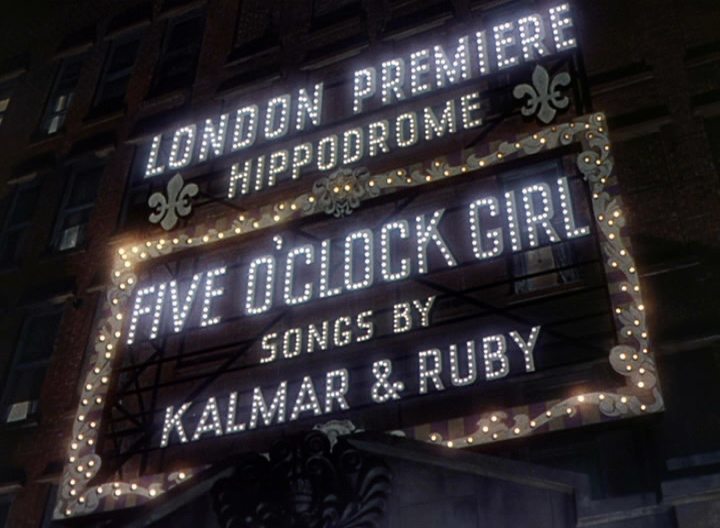 LONDON PREMIERE
HIPPODROME
FIVE O'CLOCK GIRL
SONGS BY
KALMAR & RUBY